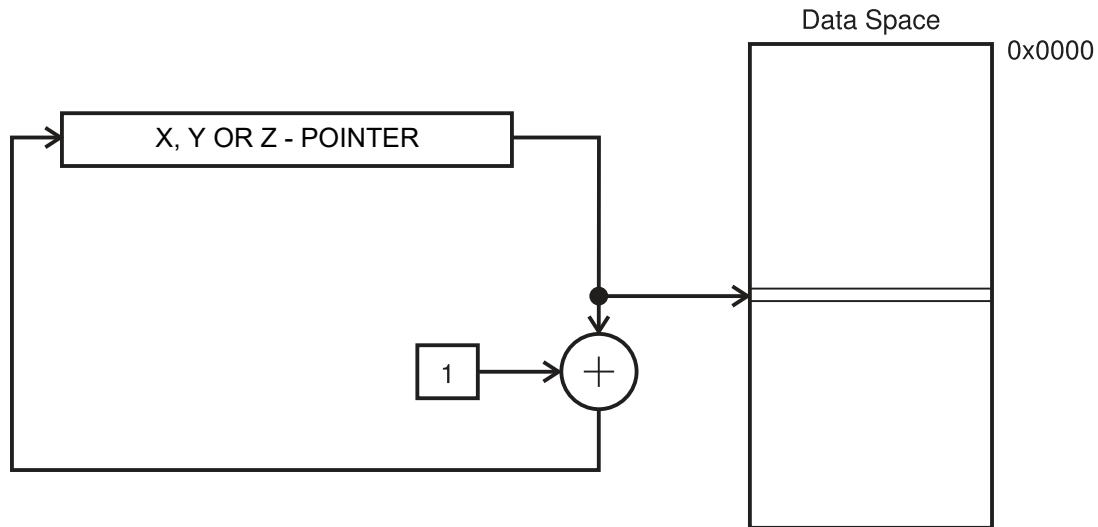 Data Space
0x0000
X, Y OR Z - POINTER
1